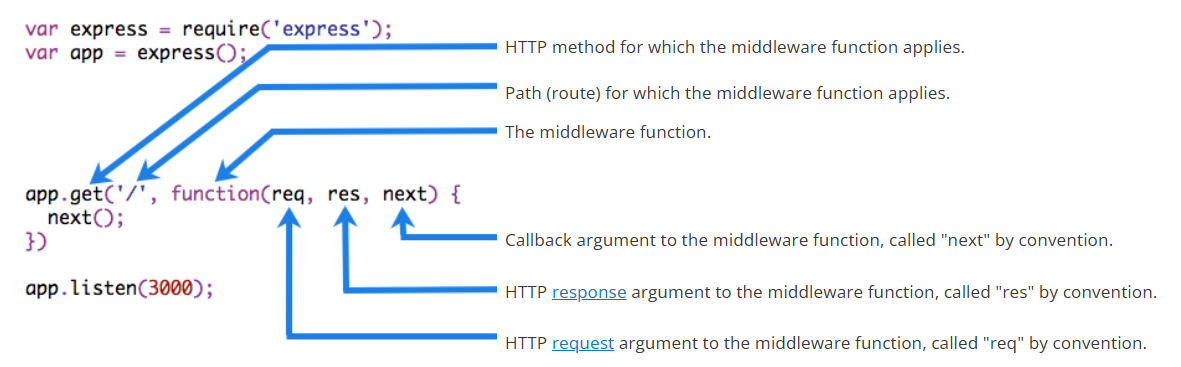 var express = require('express');
var app = express();
HTTP method for which the middleware function applies.
Path (route) for which the middleware function applies.
The middleware function.
app.get('/', function(req, res, next) {
next();
})
Callback argument to the middleware function, called "next" by convention.
app.listen(3000);
HTTP response argument to the middleware function, called "res" by convention.
HTTP request argument to the middleware function, called "req" by convention.